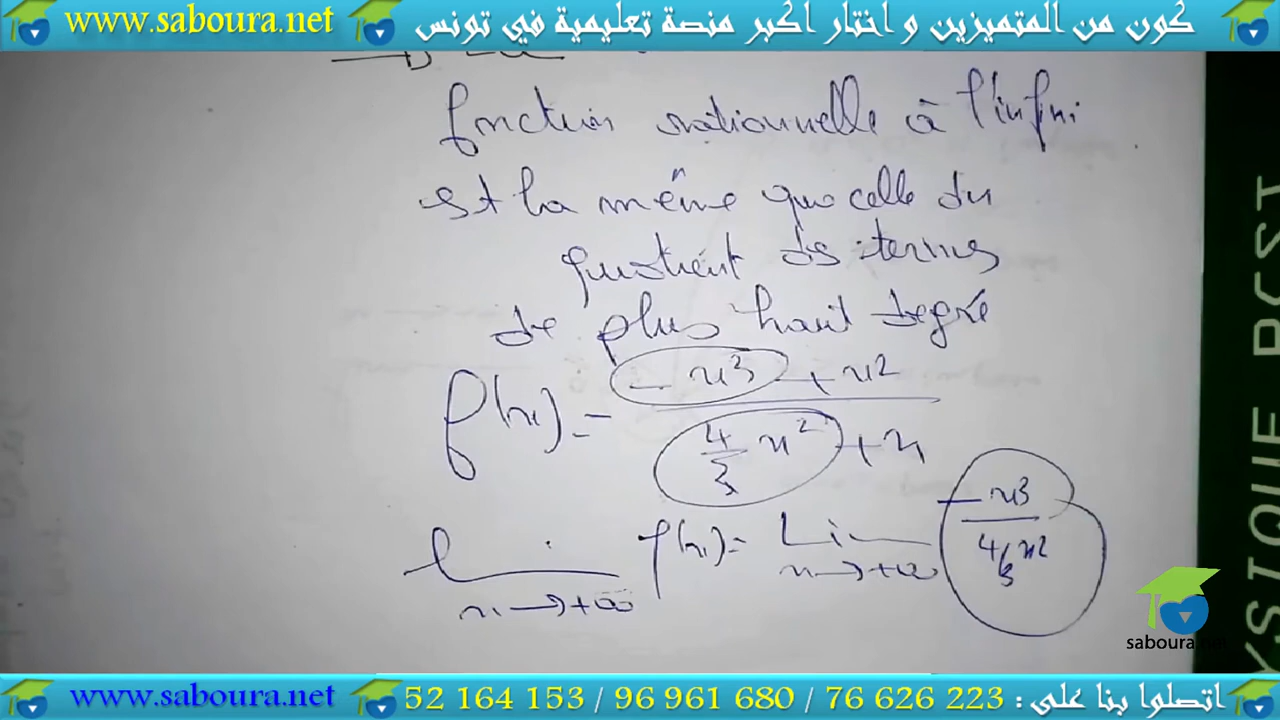 www.saboura.net كون من المتميزين و اختار اكبر منصة تعليمية في تونس
fonction rationnelle à l'infini
est la même que celle du
quotient des termes
de plus haut degré
f(x) = (-x³ + x²) / (4/3 x² + x)
lim x→+∞ f(x) = Lim x→+∞ -x³ / (4/3 x²)
saboura.net
www.saboura.net 52 164 153 / 96 961 680 / 76 626 223 : اتصلوا بنا على